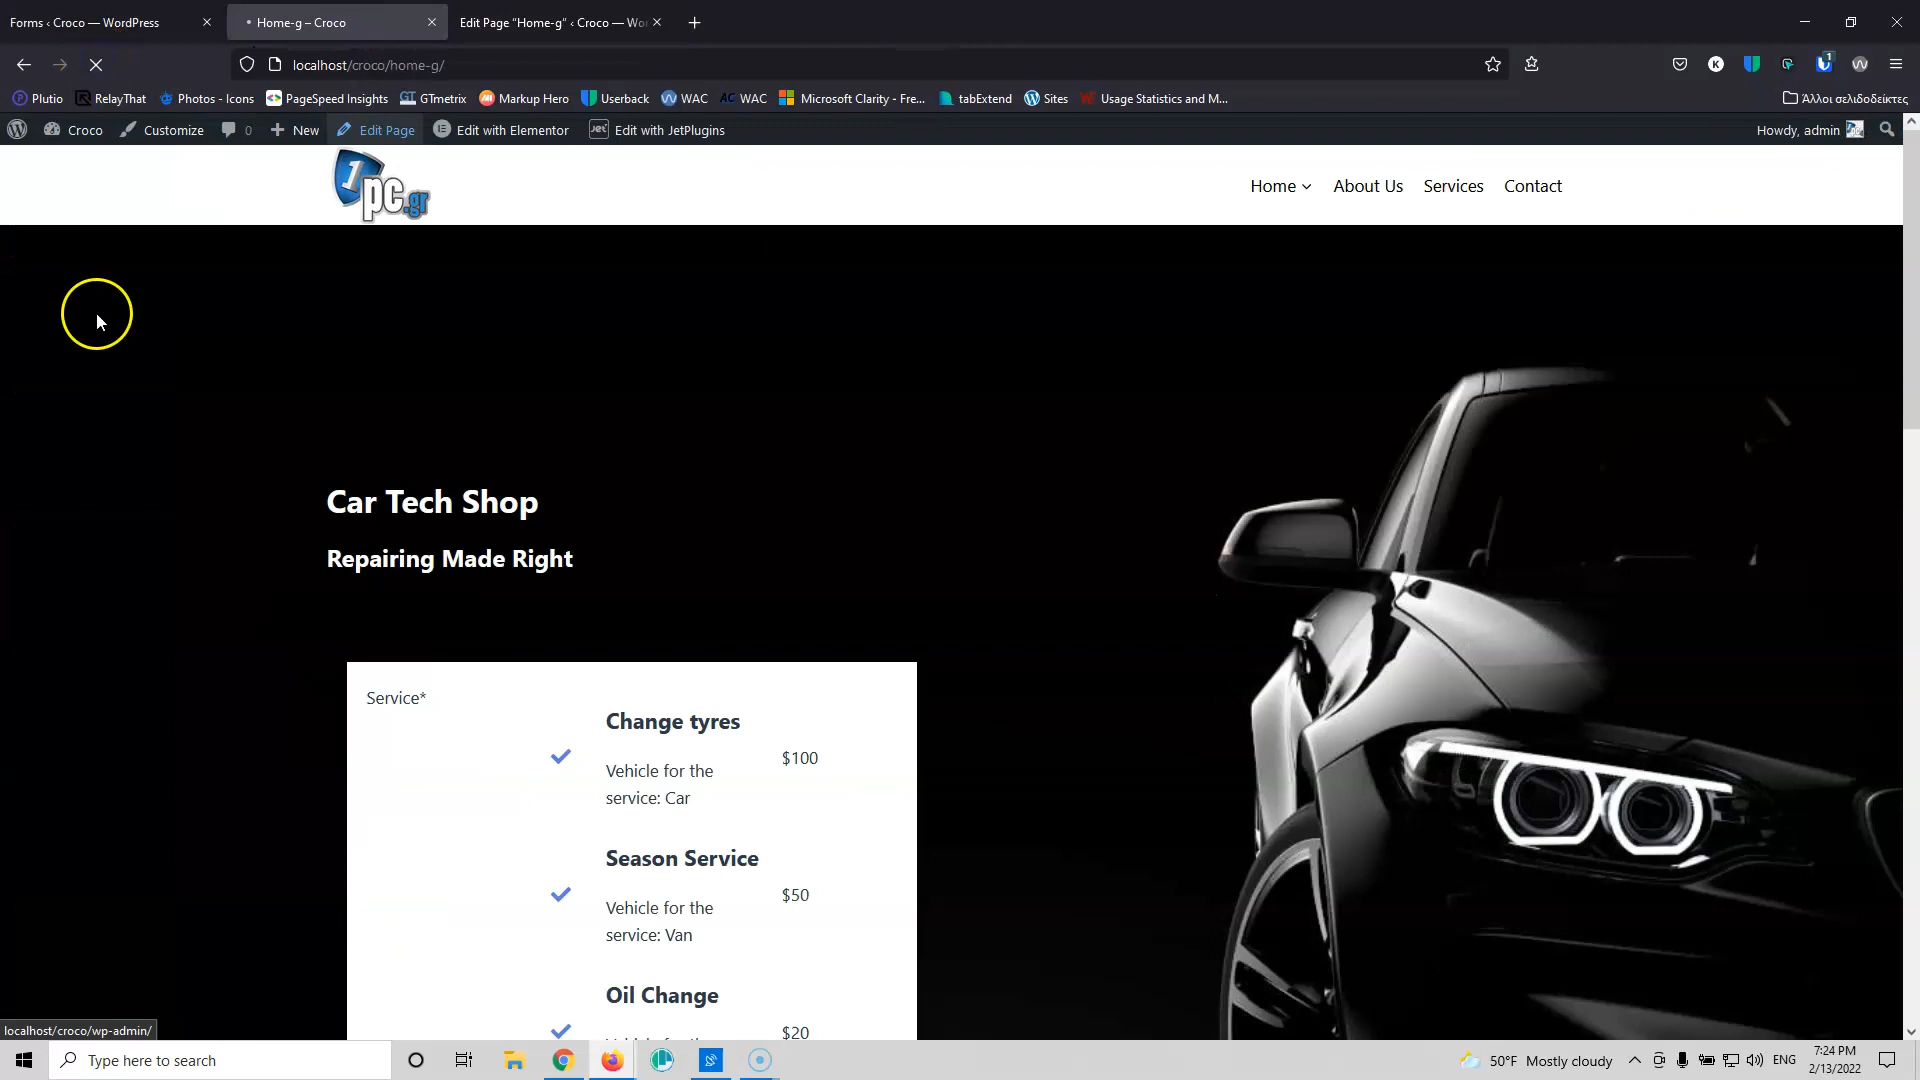 Forms ‹ Croco — WordPress
Home-g – Croco
Edit Page “Home-g” ‹ Croco — Wo
localhost/croco/home-g/
Plutio
RelayThat
Photos - Icons
PageSpeed Insights
GTmetrix
Markup Hero
Userback
WAC
WAC
Microsoft Clarity - Fre...
tabExtend
Sites
Usage Statistics and M...
Άλλοι σελιδοδείκτες
Croco
Customize
0
New
Edit Page
Edit with Elementor
Edit with JetPlugins
Howdy, admin
1pc.gr
Home
About Us
Services
Contact
Car Tech Shop
Repairing Made Right
Service*
Change tyres
$100
Vehicle for the
service: Car
Season Service
$50
Vehicle for the
service: Van
Oil Change
$20
localhost/croco/wp-admin/
Type here to search
50°F Mostly cloudy
ENG
7:24 PM
2/13/2022